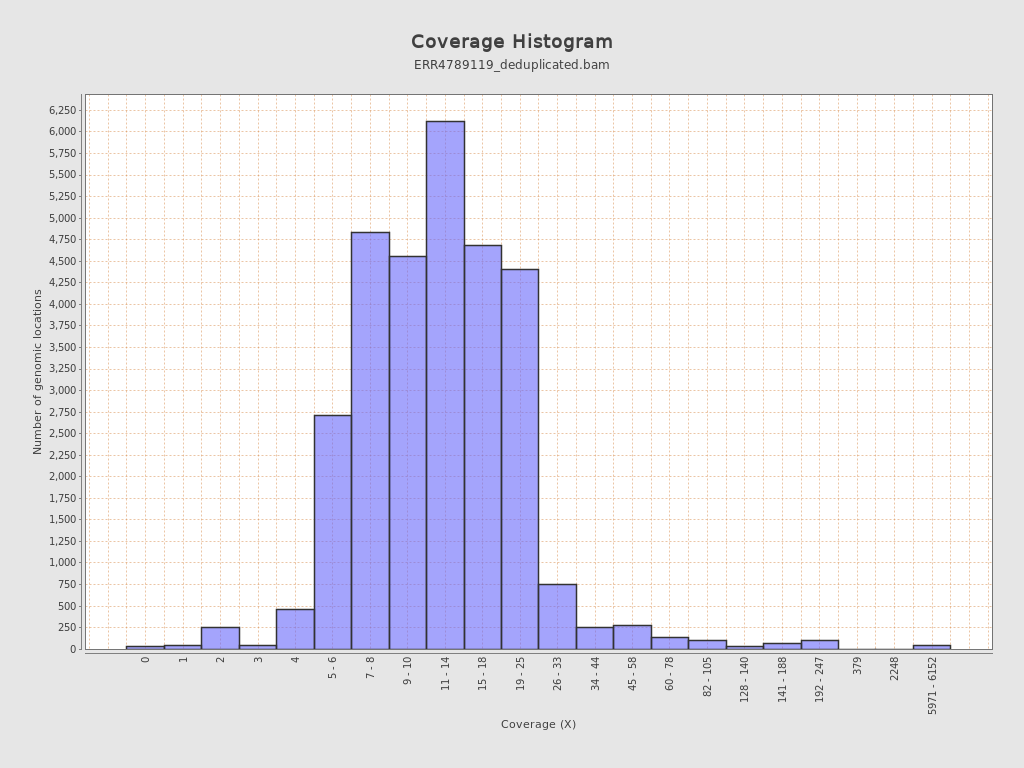 Coverage Histogram
ERR4789119_deduplicated.bam
Number of genomic locations
6,250
6,000
5,750
5,500
5,250
5,000
4,750
4,500
4,250
4,000
3,750
3,500
3,250
3,000
2,750
2,500
2,250
2,000
1,750
1,500
1,250
1,000
750
500
250
0
0
1
2
3
4
5 - 6
7 - 8
9 - 10
11 - 14
15 - 18
19 - 25
26 - 33
34 - 44
45 - 58
60 - 78
82 - 105
128 - 140
141 - 188
192 - 247
379
2248
5971 - 6152
Coverage (X)